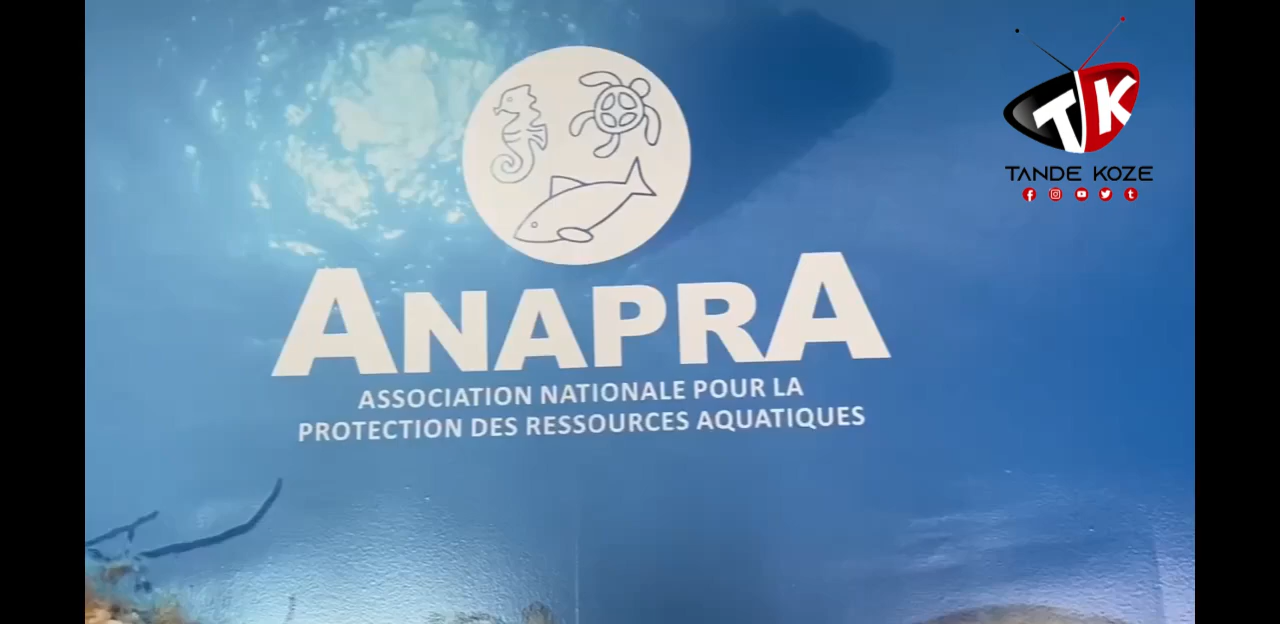 ANAPRA
ASSOCIATION NATIONALE POUR LA
PROTECTION DES RESSOURCES AQUATIQUES
TK
TANDE KOZE